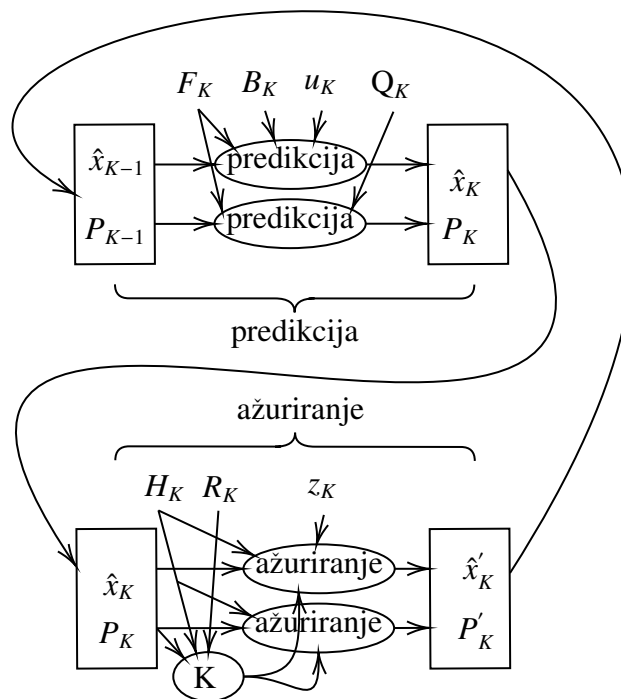 F_K B_K u_K Q_K
x̂_{K−1} predikcija x̂_K
P_{K−1} predikcija P_K
predikcija
ažuriranje
H_K R_K z_K
x̂_K ažuriranje x̂'_K
P_K ažuriranje P'_K
K